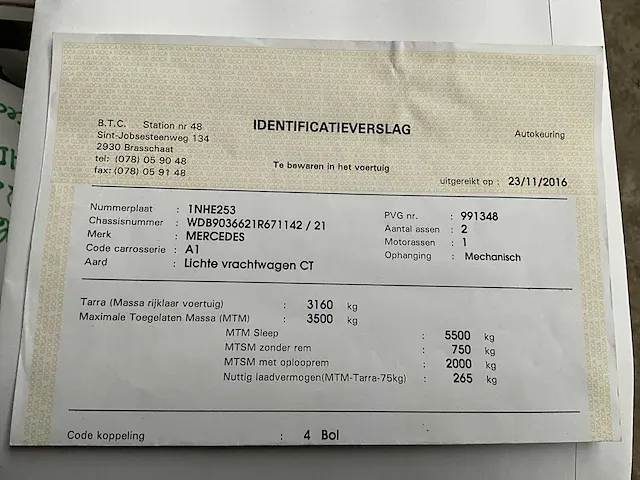 B.T.C. Station nr 48
Sint-Jobsesteenweg 134
2930 Brasschaat
tel: (078) 05 90 48
fax: (078) 05 91 48
IDENTIFICATIEVERSLAG
Te bewaren in het voertuig
Autokeuring
uitgereikt op : 23/11/2016
Nummerplaat : 1NHE253
Chassisnummer : WDB9036621R671142 / 21
Merk : MERCEDES
Code carrosserie : A1
Aard : Lichte vrachtwagen CT
PVG nr. : 991348
Aantal assen : 2
Motorassen : 1
Ophanging : Mechanisch
Tarra (Massa rijklaar voertuig) : 3160 kg
Maximale Toegelaten Massa (MTM) : 3500 kg
MTM Sleep : 5500 kg
MTSM zonder rem : 750 kg
MTSM met oplooprem : 2000 kg
Nuttig laadvermogen(MTM-Tarra-75kg) : 265 kg
Code koppeling : 4 Bol